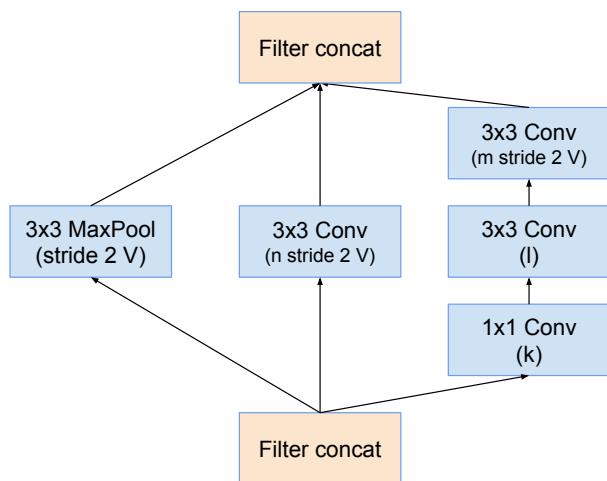 Filter concat
3x3 Conv
(m stride 2 V)
3x3 MaxPool
(stride 2 V)
3x3 Conv
(n stride 2 V)
3x3 Conv
(l)
1x1 Conv
(k)
Filter concat